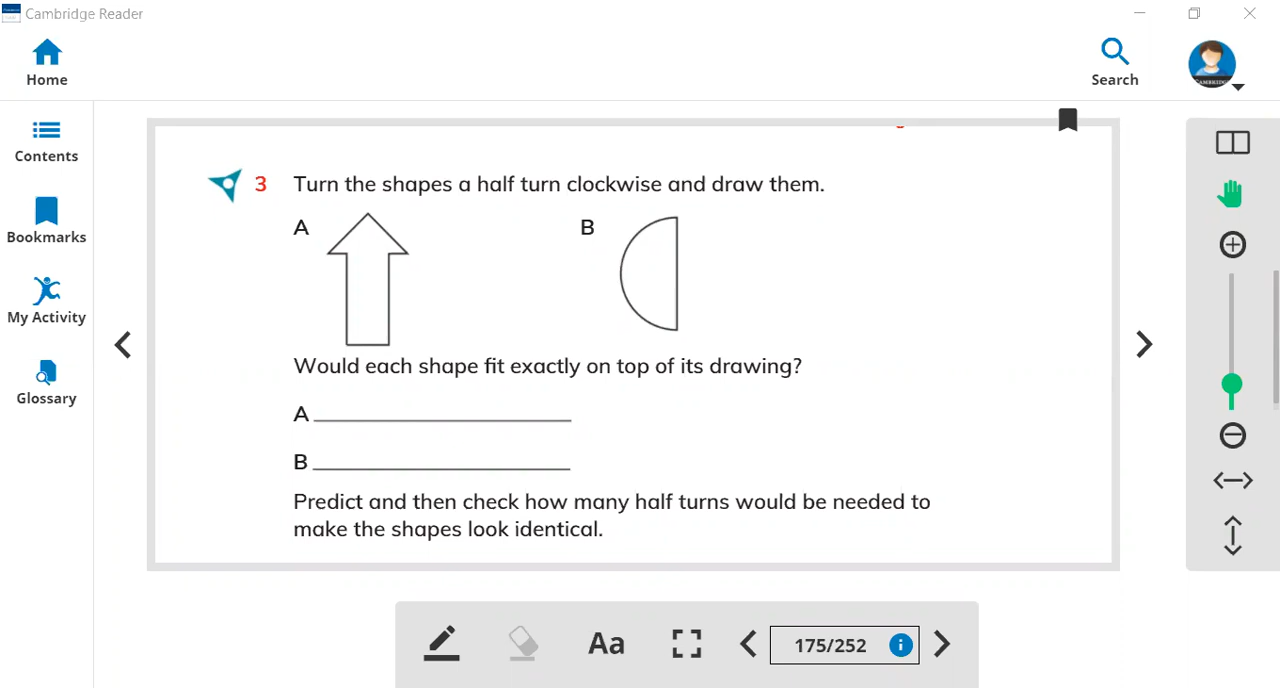 Cambridge Reader
Home
Search
Contents
Bookmarks
My Activity
Glossary
3 Turn the shapes a half turn clockwise and draw them.
A B
Would each shape fit exactly on top of its drawing?
A
B
Predict and then check how many half turns would be needed to
make the shapes look identical.
Aa 175/252 i